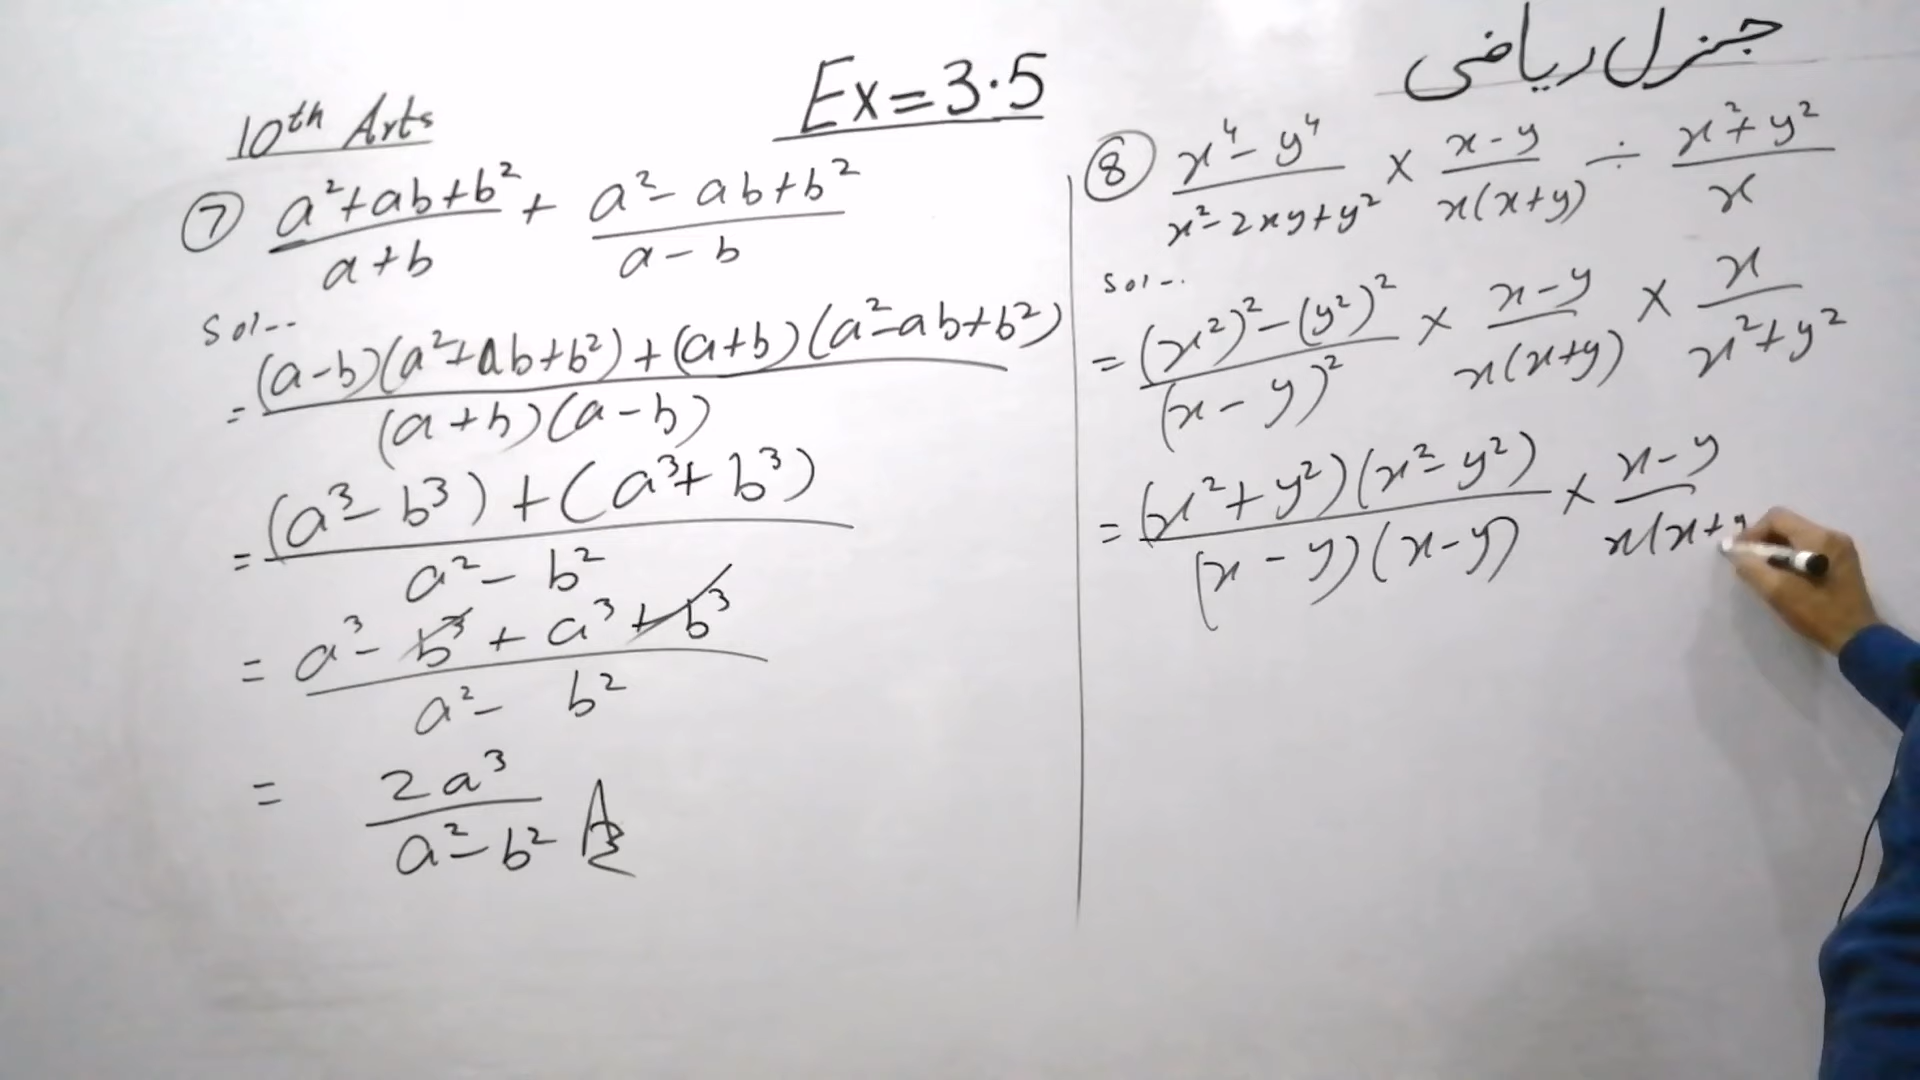 10th Arts
Ex = 3.5
جنرل ریاضی
⑦ (a²+ab+b²)/(a+b) + (a²-ab+b²)/(a-b)
Sol--
= ((a-b)(a²+ab+b²)+(a+b)(a²-ab+b²))/((a+b)(a-b))
= ((a³-b³)+(a³+b³))/(a²-b²)
= (a³-b³+a³+b³)/(a²-b²)
= 2a³/(a²-b²)
⑧ (x⁴-y⁴)/(x²-2xy+y²) × (x-y)/(x(x+y)) ÷ (x²+y²)/x
Sol-..
= ((x²)²-(y²)²)/(x-y)² × (x-y)/(x(x+y)) × x/(x²+y²)
= ((x²+y²)(x²-y²))/((x-y)(x-y)) × (x-y)/(x(x+y